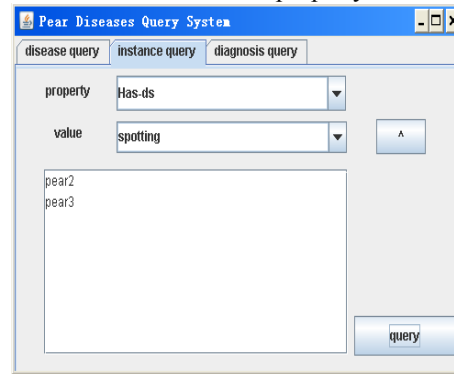 Pear Diseases Query System
disease query instance query diagnosis query
property Has-ds
value spotting ^
pear2
pear3
query